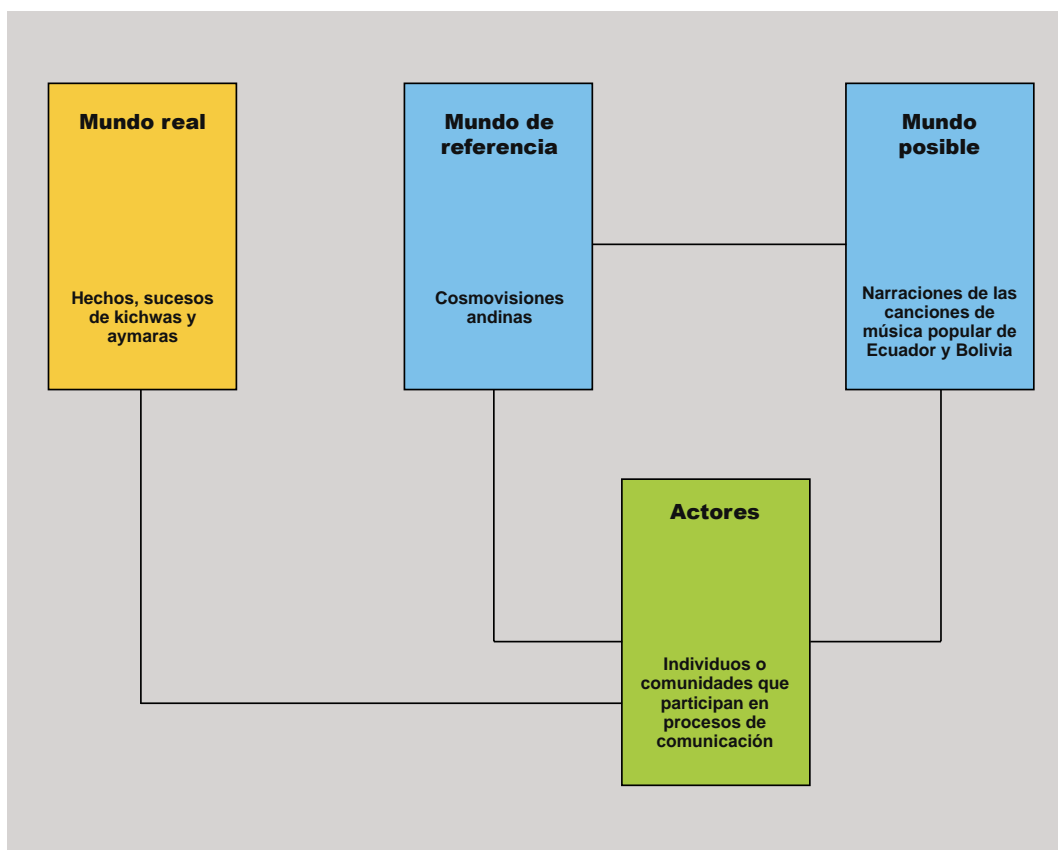 Mundo real
Hechos, sucesos
de kichwas y
aymaras
Mundo de
referencia
Cosmovisiones
andinas
Mundo
posible
Narraciones de las
canciones de
música popular de
Ecuador y Bolivia
Actores
Individuos o
comunidades que
participan en
procesos de
comunicación